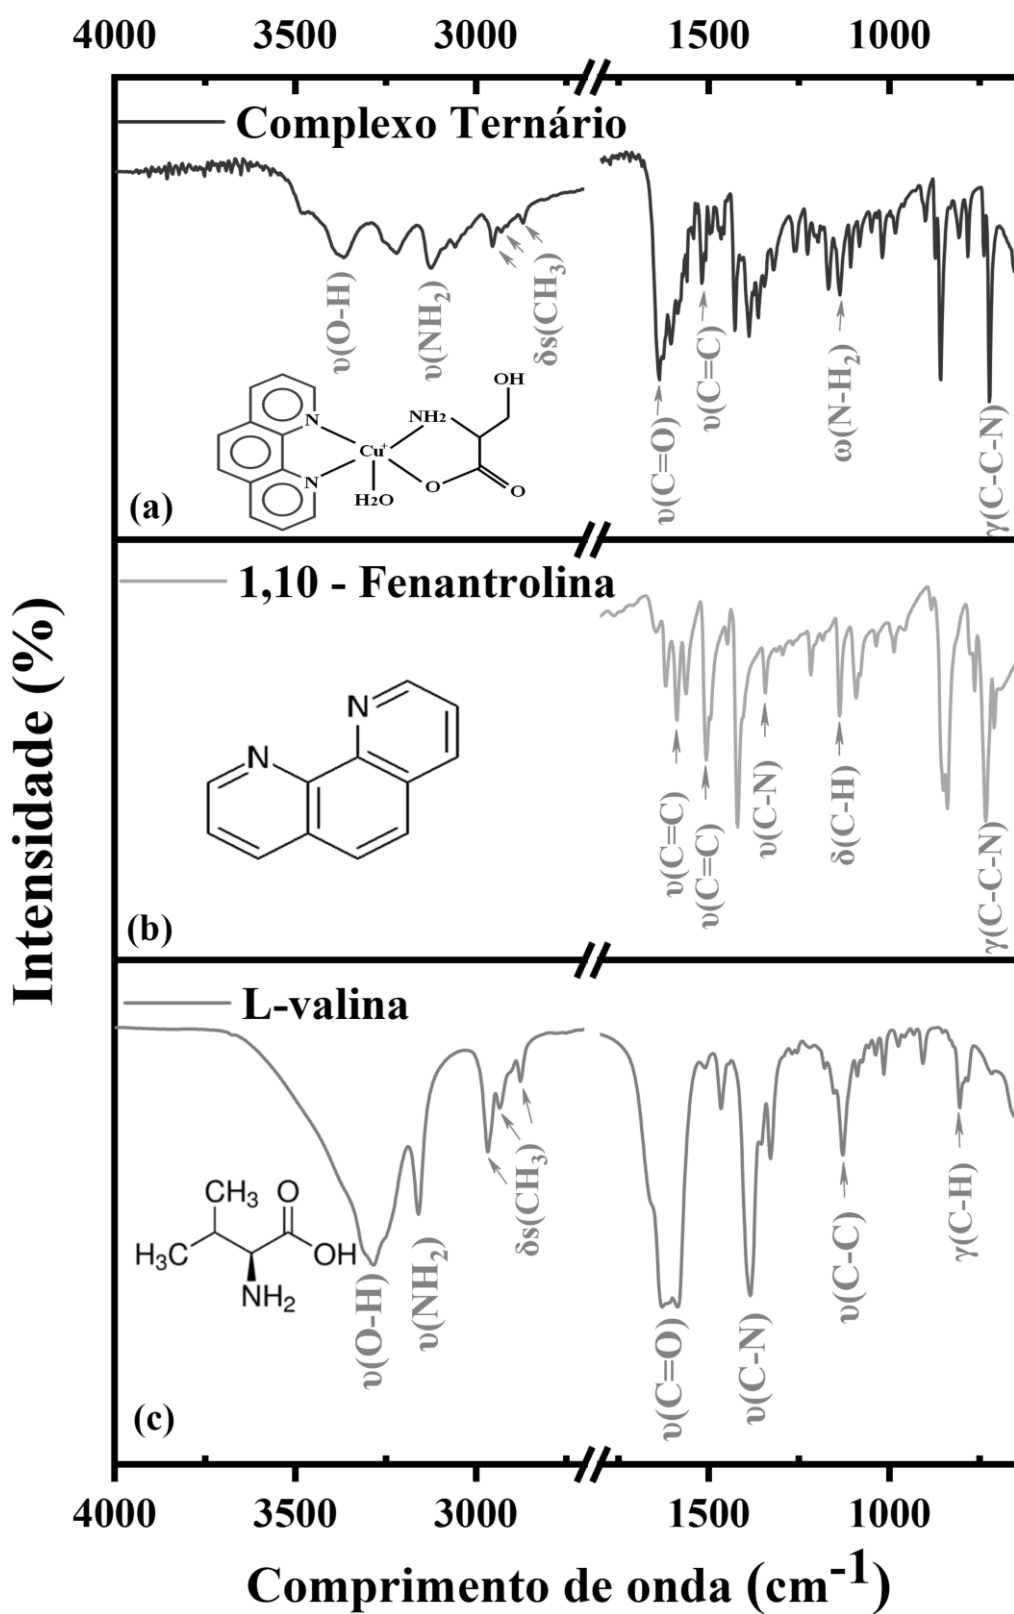 4000 3500 3000 1500 1000
Complexo Ternário
υ(O-H)
υ(NH₂)
δs(CH₃)
υ(C=O)
υ(C=C)
ω(N-H₂)
γ(C-C-N)
OH
N
NH₂
Cu⁺
N
O
O
H₂O
(a)
1,10 - Fenantrolina
N
N
υ(C=C)
υ(C=C)
υ(C-N)
δ(C-H)
γ(C-C-N)
(b)
L-valina
CH₃
O
H₃C
OH
NH₂
υ(O-H)
υ(NH₂)
δs(CH₃)
υ(C=O)
υ(C-N)
υ(C-C)
γ(C-H)
(c)
Intensidade (%)
4000 3500 3000 1500 1000
Comprimento de onda (cm⁻¹)